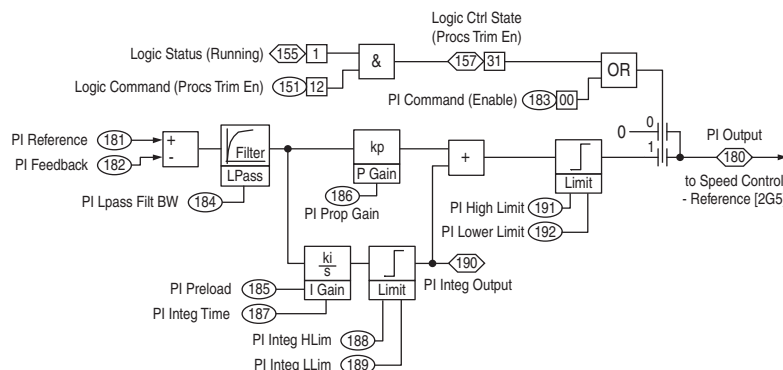 Logic Ctrl State
(Procs Trim En)
Logic Status (Running) 155 1
& 157 31
OR
Logic Command (Procs Trim En) 151 12
PI Command (Enable) 183 00
0
PI Reference 181 + 0 PI Output
Filter kp 1 180
PI Feedback 182 - +
LPass P Gain Limit to Speed Control
186 - Reference [2G5]
PI Lpass Filt BW 184
PI Prop Gain PI High Limit 191
PI Lower Limit 192
ki
s 190
PI Preload 185 I Gain Limit PI Integ Output
PI Integ Time 187
PI Integ HLim 188
PI Integ LLim 189